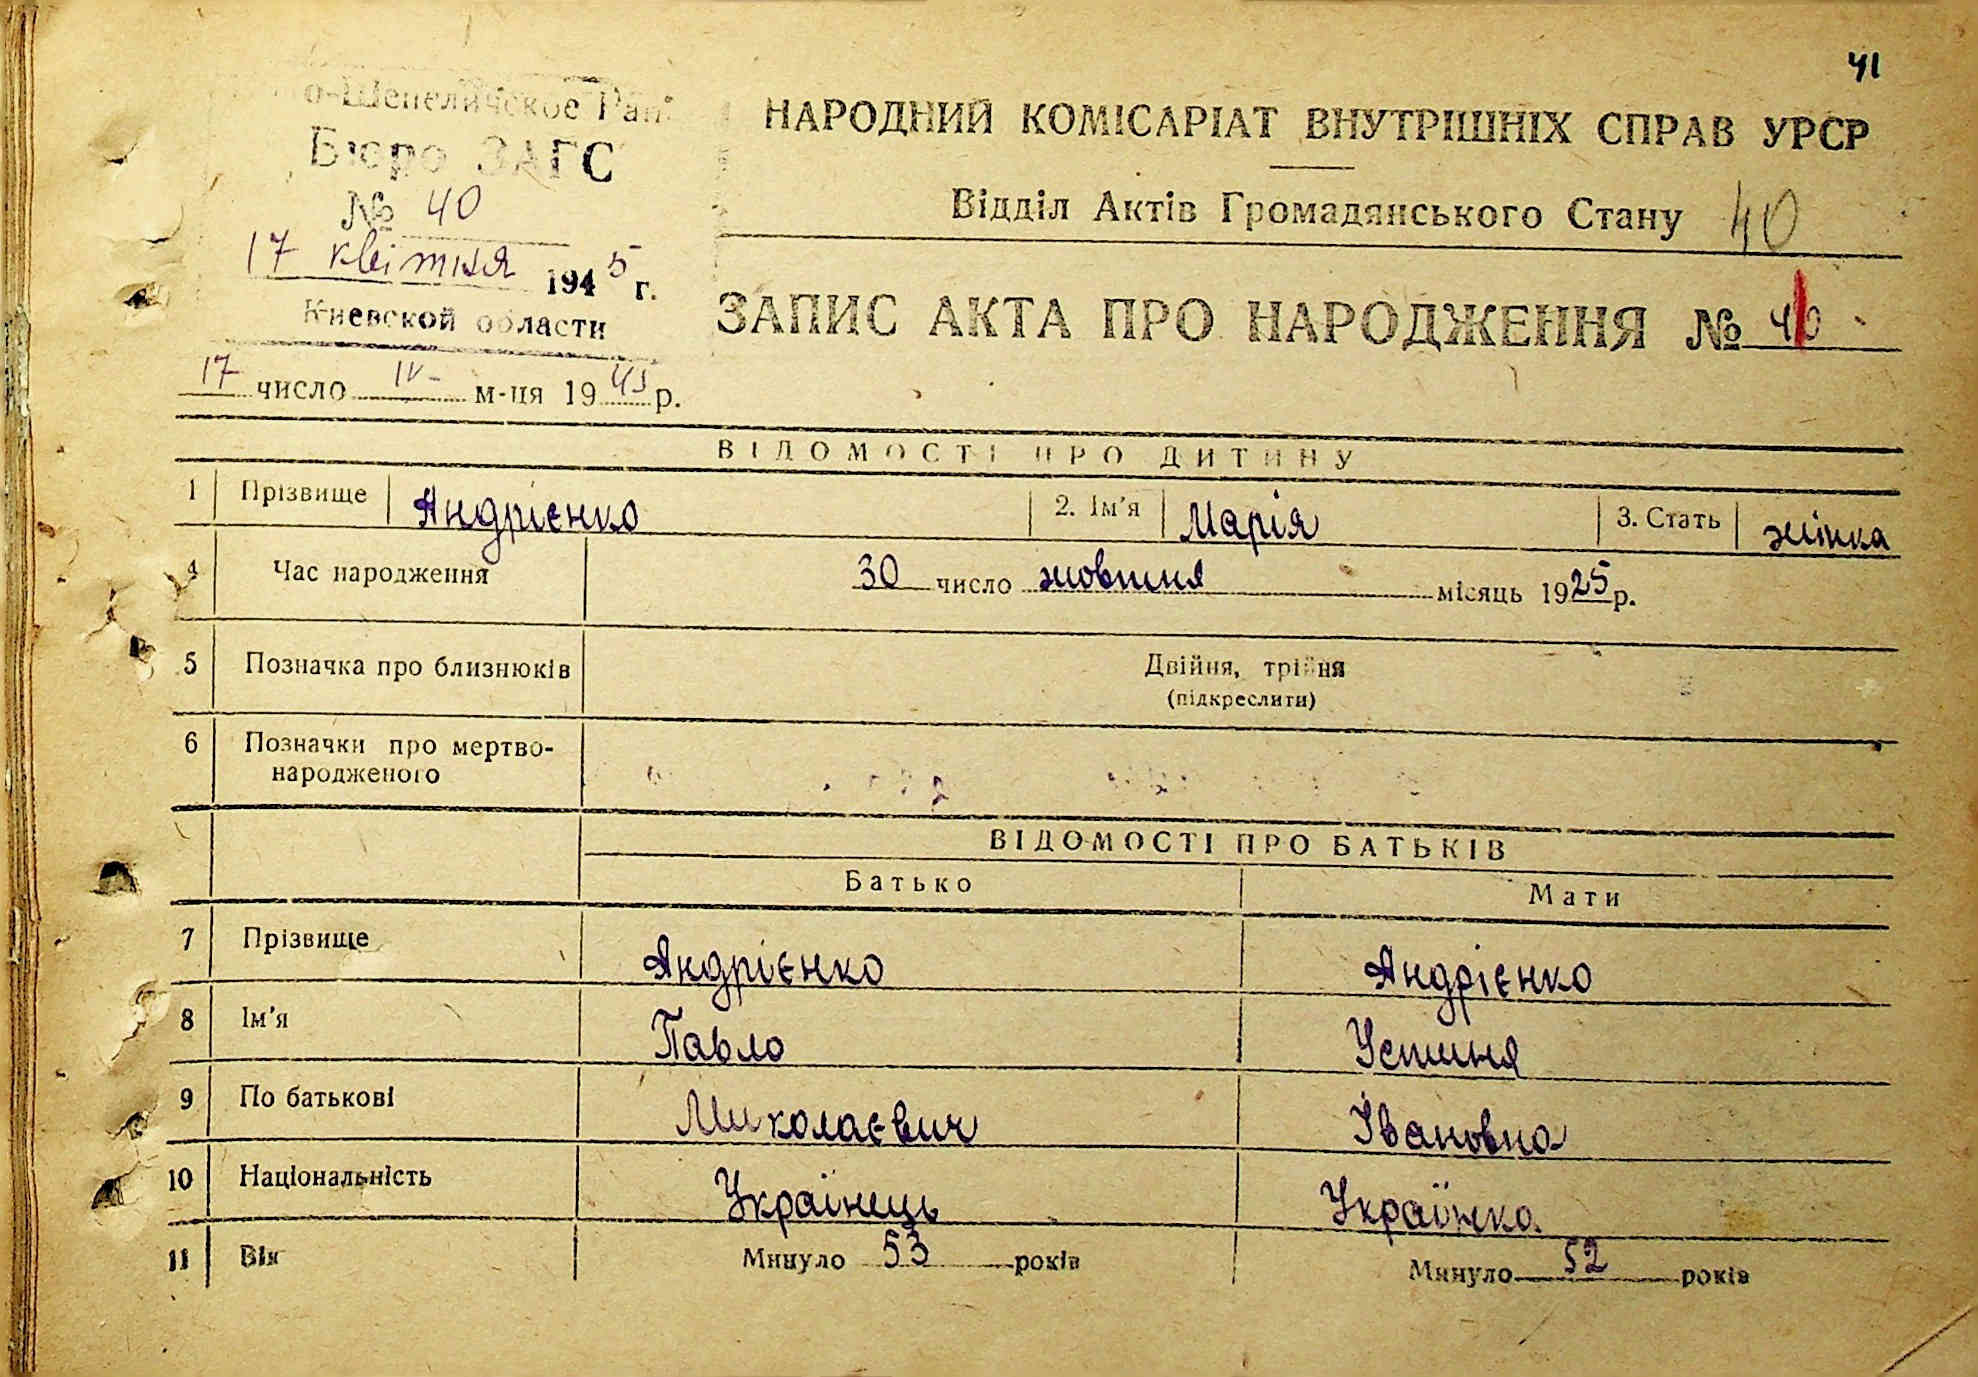 41
о-Шепеличское Рай
Бюро ЗАГС
№ 40
17 квітня 1945 г.
Киевской области
17 число IV- м-ця 1945 р.
НАРОДНИЙ КОМІСАРІАТ ВНУТРІШНІХ СПРАВ УРСР
Відділ Актів Громадянського Стану 40
ЗАПИС АКТА ПРО НАРОДЖЕННЯ № 40
ВІДОМОСТІ ПРО ДИТИНУ
1 Прізвище Андрієнко 2. Ім'я Марія 3. Стать жінка
4 Час народження 30 число жовтня місяць 1925 р.
5 Позначка про близнюків Двійня, трійня
(підкреслити)
6 Позначки про мертво-
народженого
ВІДОМОСТІ ПРО БАТЬКІВ
Батько Мати
7 Прізвище Андрієнко Андрієнко
8 Ім'я Павло Устиня
9 По батькові Миколаєвич Івановна
10 Національність Українець Українка
11 Вік Минуло 53 років Минуло 52 років